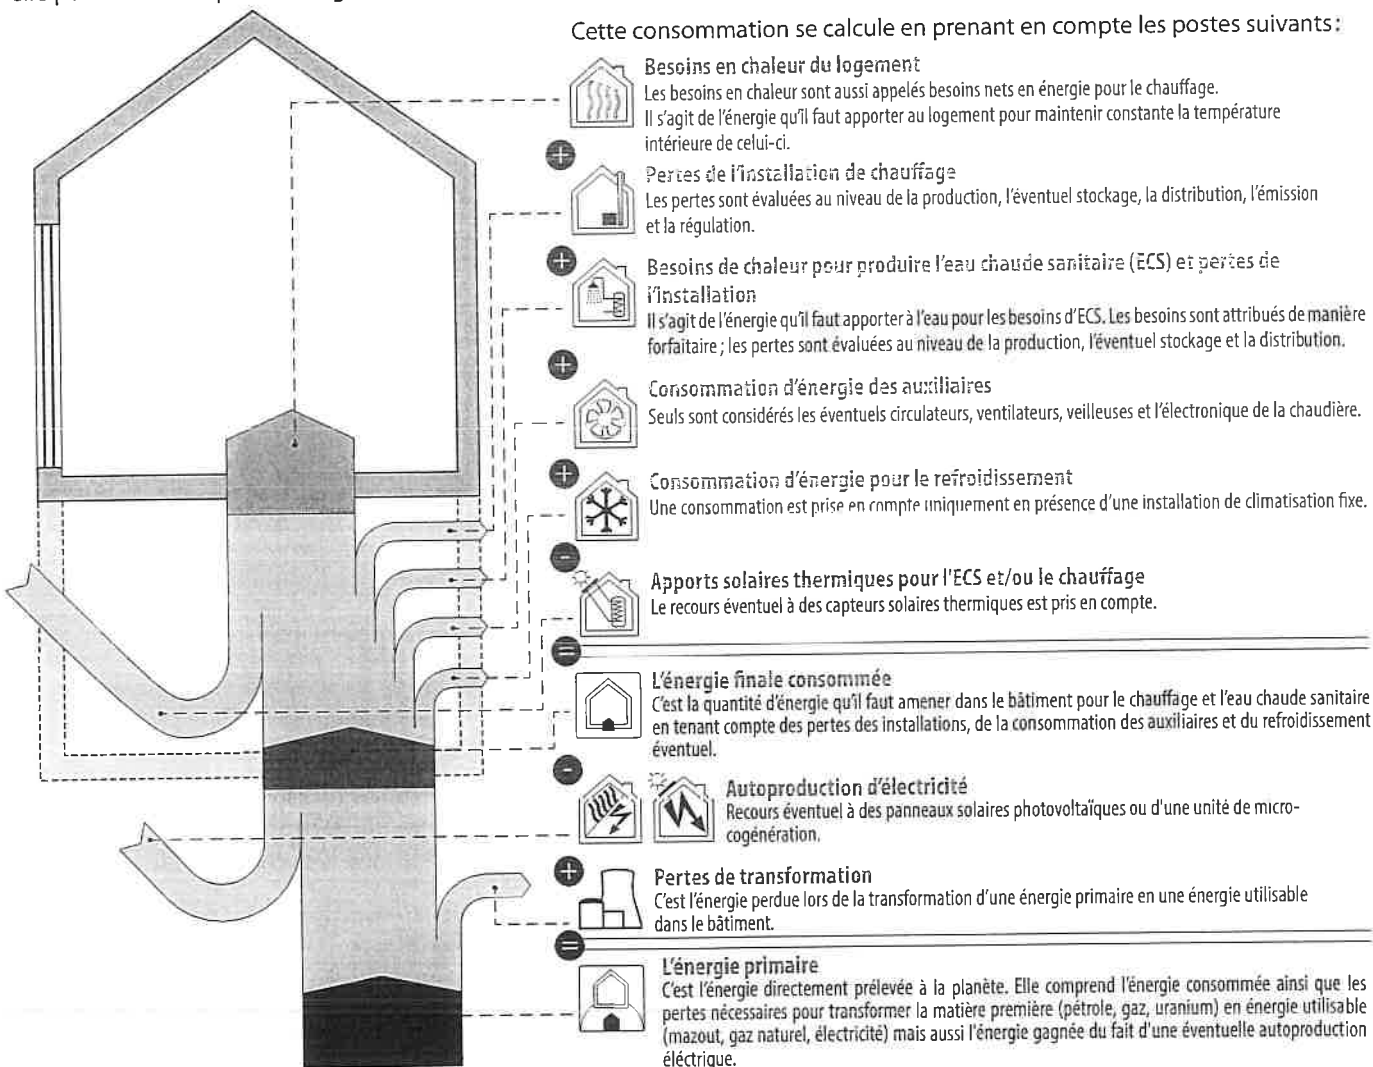 Cette consommation se calcule en prenant en compte les postes suivants :
Besoins en chaleur du logement
Les besoins en chaleur sont aussi appelés besoins nets en énergie pour le chauffage.
Il s'agit de l'énergie qu'il faut apporter au logement pour maintenir constante la température
intérieure de celui-ci.
+
Pertes de l'installation de chauffage
Les pertes sont évaluées au niveau de la production, l'éventuel stockage, la distribution, l'émission
et la régulation.
+
Besoins de chaleur pour produire l'eau chaude sanitaire (ECS) et pertes de
l'installation
Il s'agit de l'énergie qu'il faut apporter à l'eau pour les besoins d'ECS. Les besoins sont attribués de manière
forfaitaire ; les pertes sont évaluées au niveau de la production, l'éventuel stockage et la distribution.
+
Consommation d'énergie des auxiliaires
Seuls sont considérés les éventuels circulateurs, ventilateurs, veilleuses et l'électronique de la chaudière.
+
Consommation d'énergie pour le refroidissement
Une consommation est prise en compte uniquement en présence d'une installation de climatisation fixe.
-
Apports solaires thermiques pour l'ECS et/ou le chauffage
Le recours éventuel à des capteurs solaires thermiques est pris en compte.
=
L'énergie finale consommée
C'est la quantité d'énergie qu'il faut amener dans le bâtiment pour le chauffage et l'eau chaude sanitaire
en tenant compte des pertes des installations, de la consommation des auxiliaires et du refroidissement
éventuel.
-
Autoproduction d'électricité
Recours éventuel à des panneaux solaires photovoltaïques ou d'une unité de micro-
cogénération.
+
Pertes de transformation
C'est l'énergie perdue lors de la transformation d'une énergie primaire en une énergie utilisable
dans le bâtiment.
=
L'énergie primaire
C'est l'énergie directement prélevée à la planète. Elle comprend l'énergie consommée ainsi que les
pertes nécessaires pour transformer la matière première (pétrole, gaz, uranium) en énergie utilisable
(mazout, gaz naturel, électricité) mais aussi l'énergie gagnée du fait d'une éventuelle autoproduction
éléctrique.